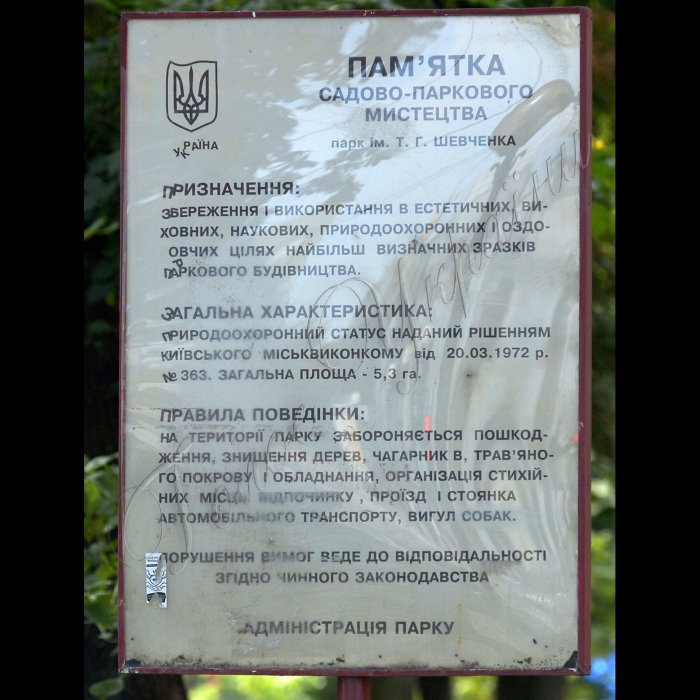 УКРАЇНА
ПАМ'ЯТКА
САДОВО-ПАРКОВОГО
МИСТЕЦТВА
парк ім. Т. Г. ШЕВЧЕНКА
ПРИЗНАЧЕННЯ:
ЗБЕРЕЖЕННЯ І ВИКОРИСТАННЯ В ЕСТЕТИЧНИХ, ВИ-
ХОВНИХ, НАУКОВИХ, ПРИРОДООХОРОННИХ І ОЗДО-
ОВЧИХ ЦІЛЯХ НАЙБІЛЬШ ВИЗНАЧНИХ ЗРАЗКІВ
ПАРКОВОГО БУДІВНИЦТВА.
ЗАГАЛЬНА ХАРАКТЕРИСТИКА:
ПРИРОДООХОРОННИЙ СТАТУС НАДАНИЙ РІШЕННЯМ
КИЇВСЬКОГО МІСЬКВИКОНКОМУ від 20.03.1972 р.
№ 363. ЗАГАЛЬНА ПЛОЩА - 5,3 га.
ПРАВИЛА ПОВЕДІНКИ:
НА ТЕРИТОРІЇ ПАРКУ ЗАБОРОНЯЄТЬСЯ ПОШКОД-
ЖЕННЯ, ЗНИЩЕННЯ ДЕРЕВ, ЧАГАРНИК В, ТРАВ'ЯНО-
ГО ПОКРОВУ І ОБЛАДНАННЯ, ОРГАНІЗАЦІЯ СТИХІЙ-
НИХ МІСЦЬ ВІДПОЧИНКУ, ПРОЇЗД І СТОЯНКА
АВТОМОБІЛЬНОГО ТРАНСПОРТУ, ВИГУЛ СОБАК.
ПОРУШЕННЯ ВИМОГ ВЕДЕ ДО ВІДПОВІДАЛЬНОСТІ
ЗГІДНО ЧИННОГО ЗАКОНОДАВСТВА
АДМІНІСТРАЦІЯ ПАРКУ
України